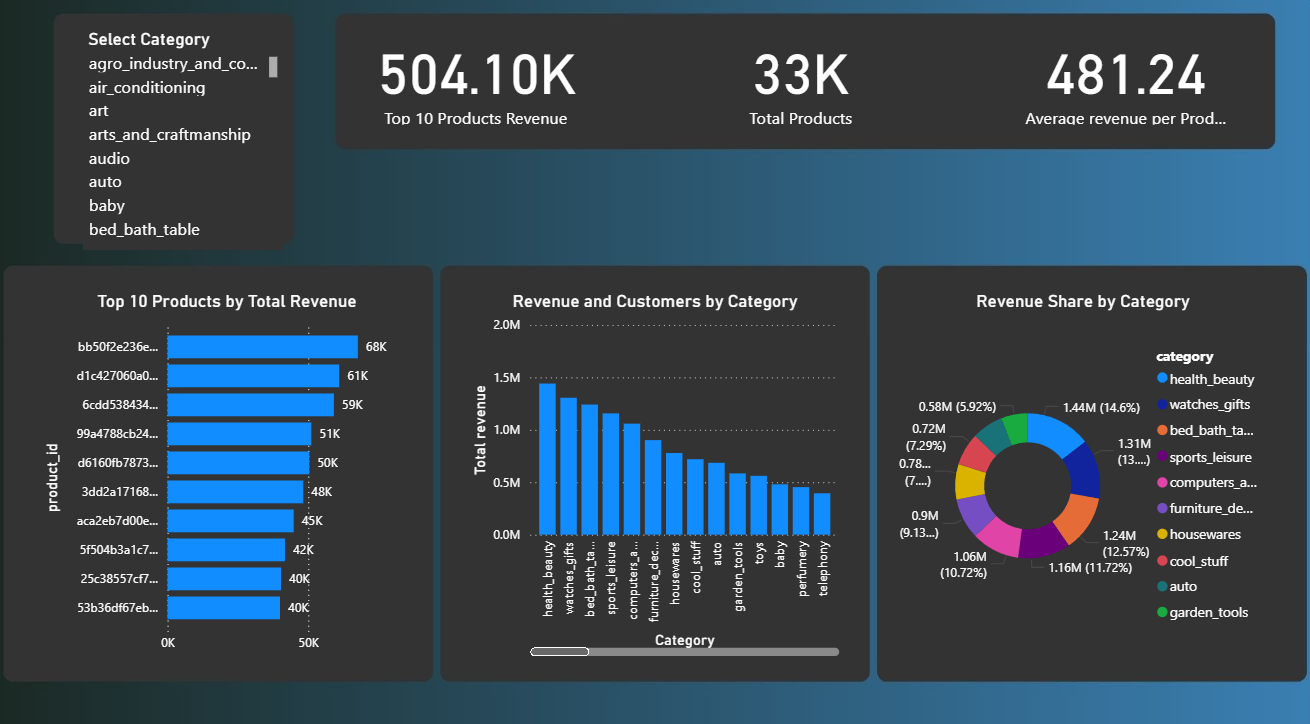 Select Category
agro_industry_and_co...
air_conditioning
art
arts_and_craftmanship
audio
auto
baby
bed_bath_table
504.10K
Top 10 Products Revenue
33K
Total Products
481.24
Average revenue per Prod...
Top 10 Products by Total Revenue
product_id
bb50f2e236e...
68K
d1c427060a0...
61K
6cdd538434...
59K
99a4788cb24...
51K
d6160fb7873...
50K
3dd2a17168...
48K
aca2eb7d00e...
45K
5f504b3a1c7...
42K
25c38557cf7...
40K
53b36df67eb...
40K
0K
50K
Revenue and Customers by Category
Total revenue
2.0M
1.5M
1.0M
0.5M
0.0M
health_beauty
watches_gifts
bed_bath_ta...
sports_leisure
computers_a...
furniture_dec...
housewares
cool_stuff
auto
garden_tools
toys
baby
perfumery
telephony
Category
Revenue Share by Category
1.44M (14.6%)
1.31M
(13....)
1.24M
(12.57%)
1.16M (11.72%)
1.06M
(10.72%)
0.9M
(9.13...)
0.78...
(7....)
0.72M
(7.29%)
0.58M (5.92%)
category
health_beauty
watches_gifts
bed_bath_ta...
sports_leisure
computers_a...
furniture_de...
housewares
cool_stuff
auto
garden_tools